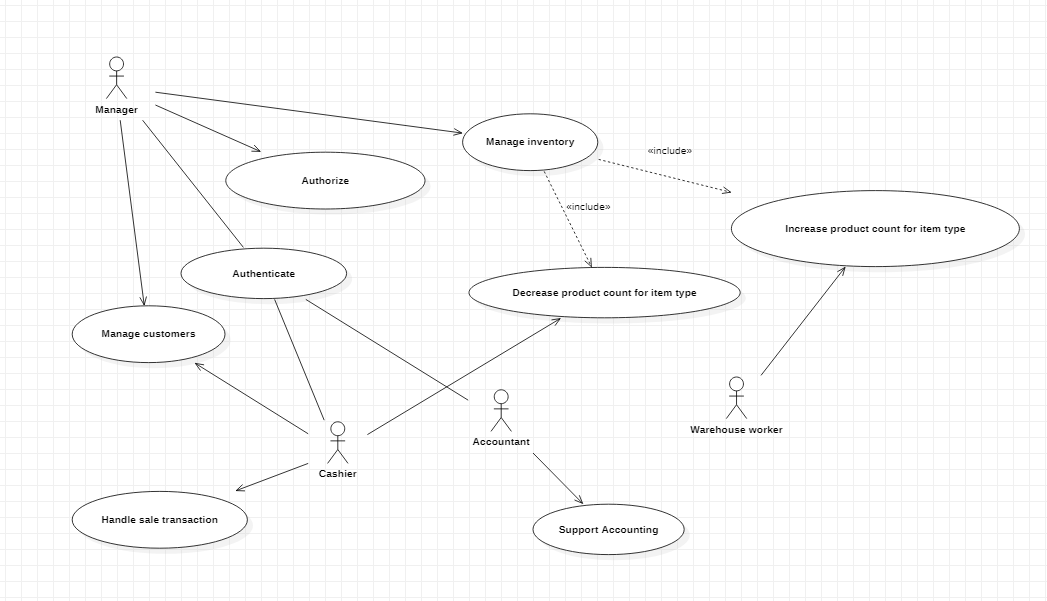 Manager
Manage inventory
«include»
Authorize
«include»
Increase product count for item type
Authenticate
Decrease product count for item type
Manage customers
Warehouse worker
Accountant
Cashier
Handle sale transaction
Support Accounting